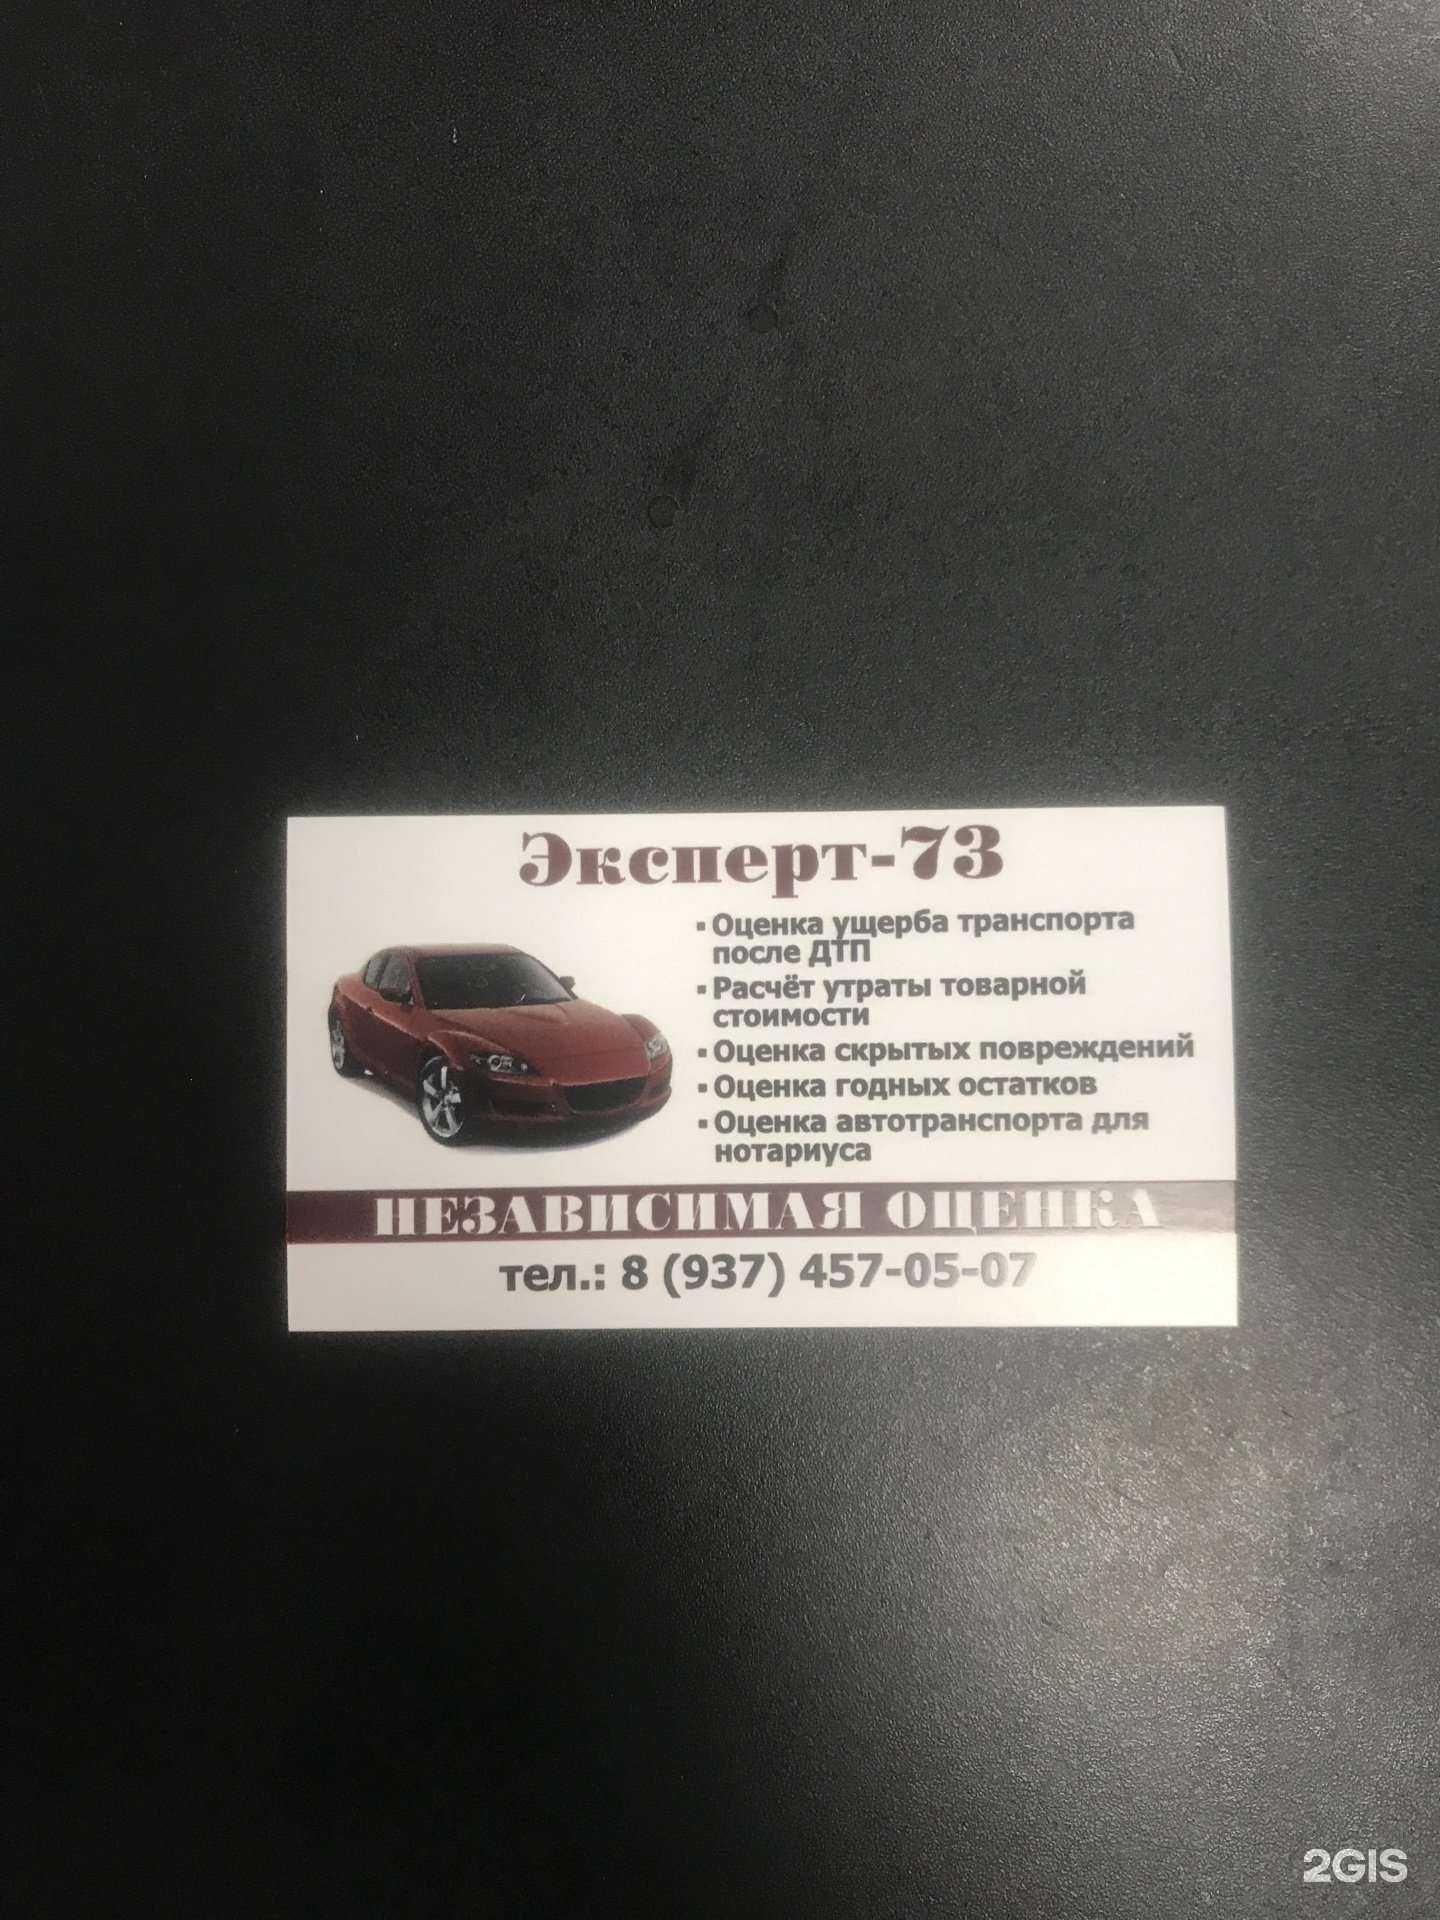 Эксперт-73
▪ Оценка ущерба транспорта
после ДТП
▪ Расчёт утраты товарной
стоимости
▪ Оценка скрытых повреждений
▪ Оценка годных остатков
▪ Оценка автотранспорта для
нотариуса
НЕЗАВИСИМАЯ ОЦЕНКА
тел.: 8 (937) 457-05-07
2GIS